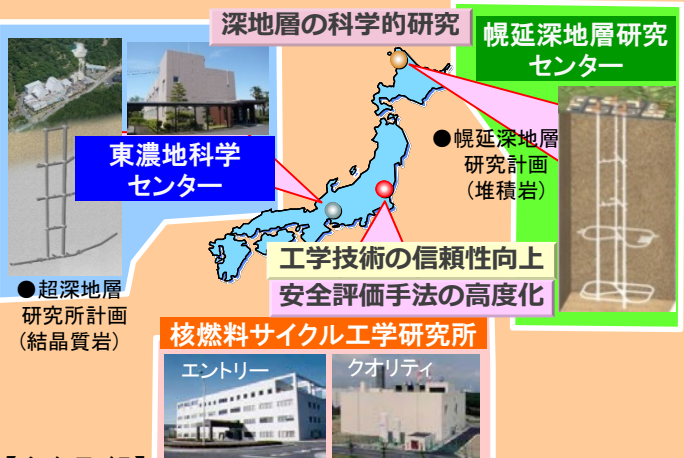 深地層の科学的研究
幌延深地層研究
センター
東濃地科学
センター
●幌延深地層
研究計画
(堆積岩)
工学技術の信頼性向上
安全評価手法の高度化
●超深地層
研究所計画
(結晶質岩)
核燃料サイクル工学研究所
エントリー
クオリティ